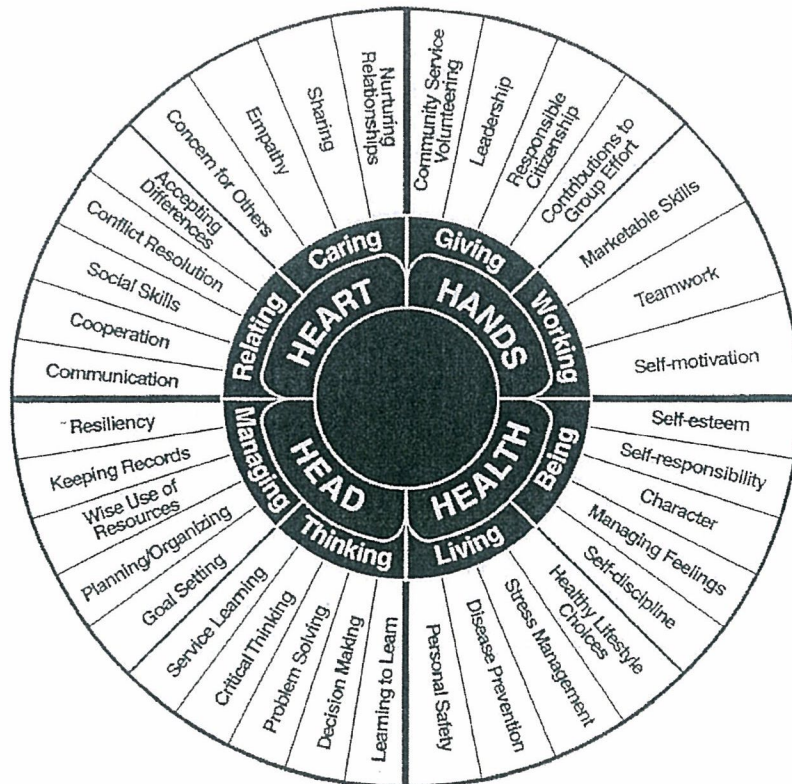 Nurturing
Relationships
Sharing
Empathy
Concern for Others
Accepting
Differences
Conflict Resolution
Social Skills
Cooperation
Communication
Community Service
Volunteering
Leadership
Responsible
Citizenship
Contributions to
Group Effort
Marketable Skills
Teamwork
Self-motivation
Relating
Caring
Giving
Working
HEART
HANDS
HEAD
HEALTH
Managing
Thinking
Living
Being
Resiliency
Keeping Records
Wise Use of
Resources
Planning/Organizing
Goal Setting
Service Learning
Critical Thinking
Problem Solving
Decision Making
Learning to Learn
Self-esteem
Self-responsibility
Character
Managing Feelings
Self-discipline
Healthy Lifestyle
Choices
Stress Management
Disease Prevention
Personal Safety